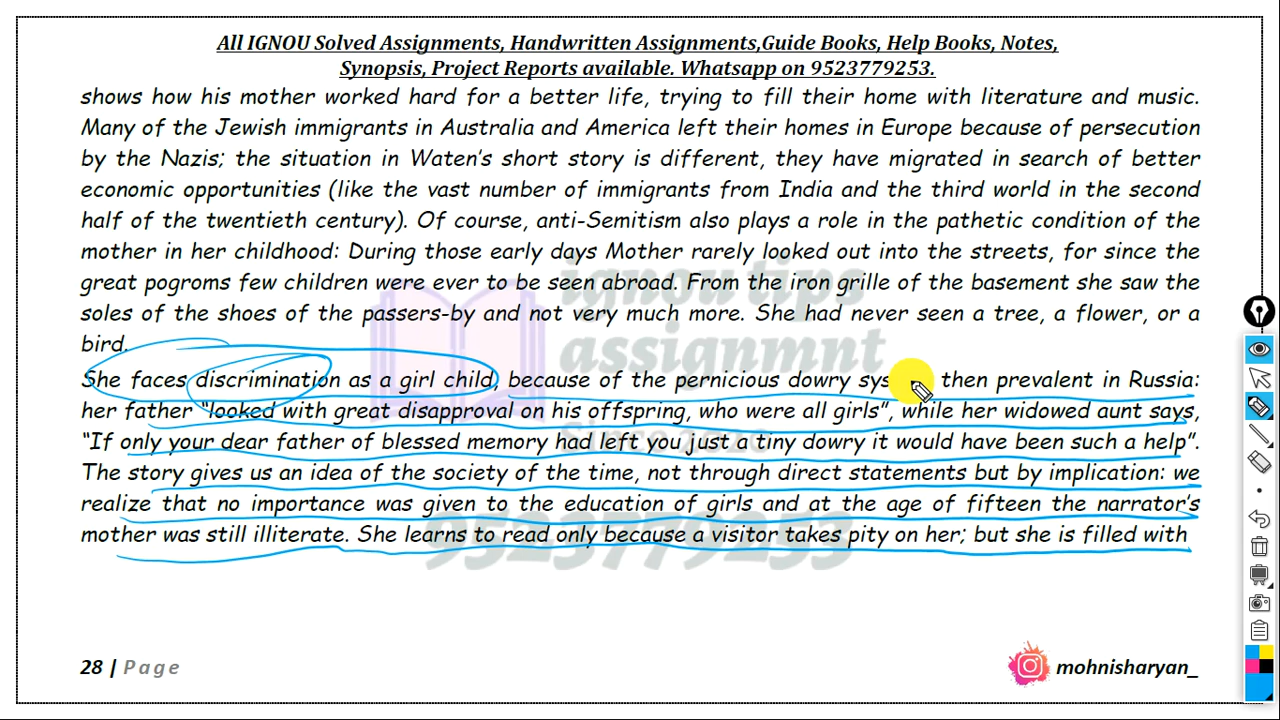 All IGNOU Solved Assignments, Handwritten Assignments,Guide Books, Help Books, Notes,
Synopsis, Project Reports available. Whatsapp on 9523779253.
shows how his mother worked hard for a better life, trying to fill their home with literature and music.
Many of the Jewish immigrants in Australia and America left their homes in Europe because of persecution
by the Nazis; the situation in Waten's short story is different, they have migrated in search of better
economic opportunities (like the vast number of immigrants from India and the third world in the second
half of the twentieth century). Of course, anti-Semitism also plays a role in the pathetic condition of the
mother in her childhood: During those early days Mother rarely looked out into the streets, for since the
great pogroms few children were ever to be seen abroad. From the iron grille of the basement she saw the
soles of the shoes of the passers-by and not very much more. She had never seen a tree, a flower, or a
bird.
She faces discrimination as a girl child, because of the pernicious dowry sys then prevalent in Russia:
her father “looked with great disapproval on his offspring, who were all girls”, while her widowed aunt says,
“If only your dear father of blessed memory had left you just a tiny dowry it would have been such a help”.
The story gives us an idea of the society of the time, not through direct statements but by implication: we
realize that no importance was given to the education of girls and at the age of fifteen the narrator's
mother was still illiterate. She learns to read only because a visitor takes pity on her; but she is filled with
ignou tips
assignmnt
Since 2020
9523779253
28 | Page
mohnisharyan_